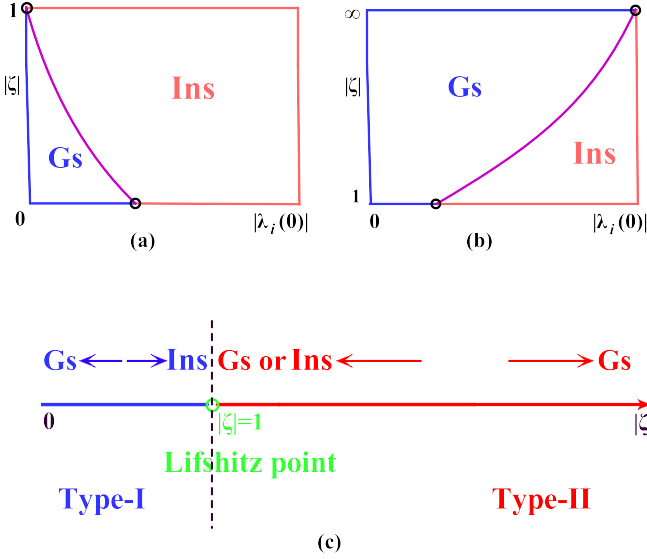 1
|ζ|
Ins
Gs
0
|λi(0)|
(a)
∞
|ζ|
Gs
Ins
1
0
|λi(0)|
(b)
Gs Ins Gs or Ins Gs
0
|ζ|=1
|ζ|
Lifshitz point
Type-I
Type-II
(c)